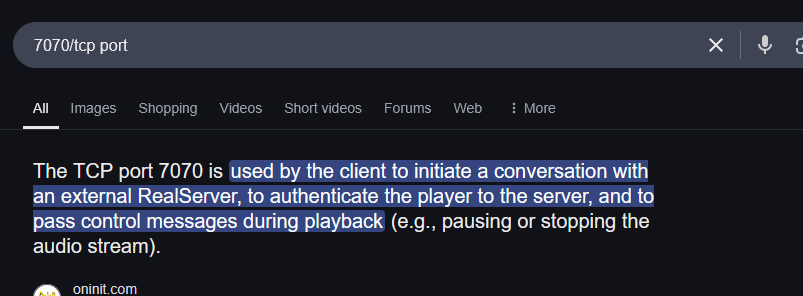 7070/tcp port
All Images Shopping Videos Short videos Forums Web More
The TCP port 7070 is used by the client to initiate a conversation with
an external RealServer, to authenticate the player to the server, and to
pass control messages during playback (e.g., pausing or stopping the
audio stream).
oninit.com